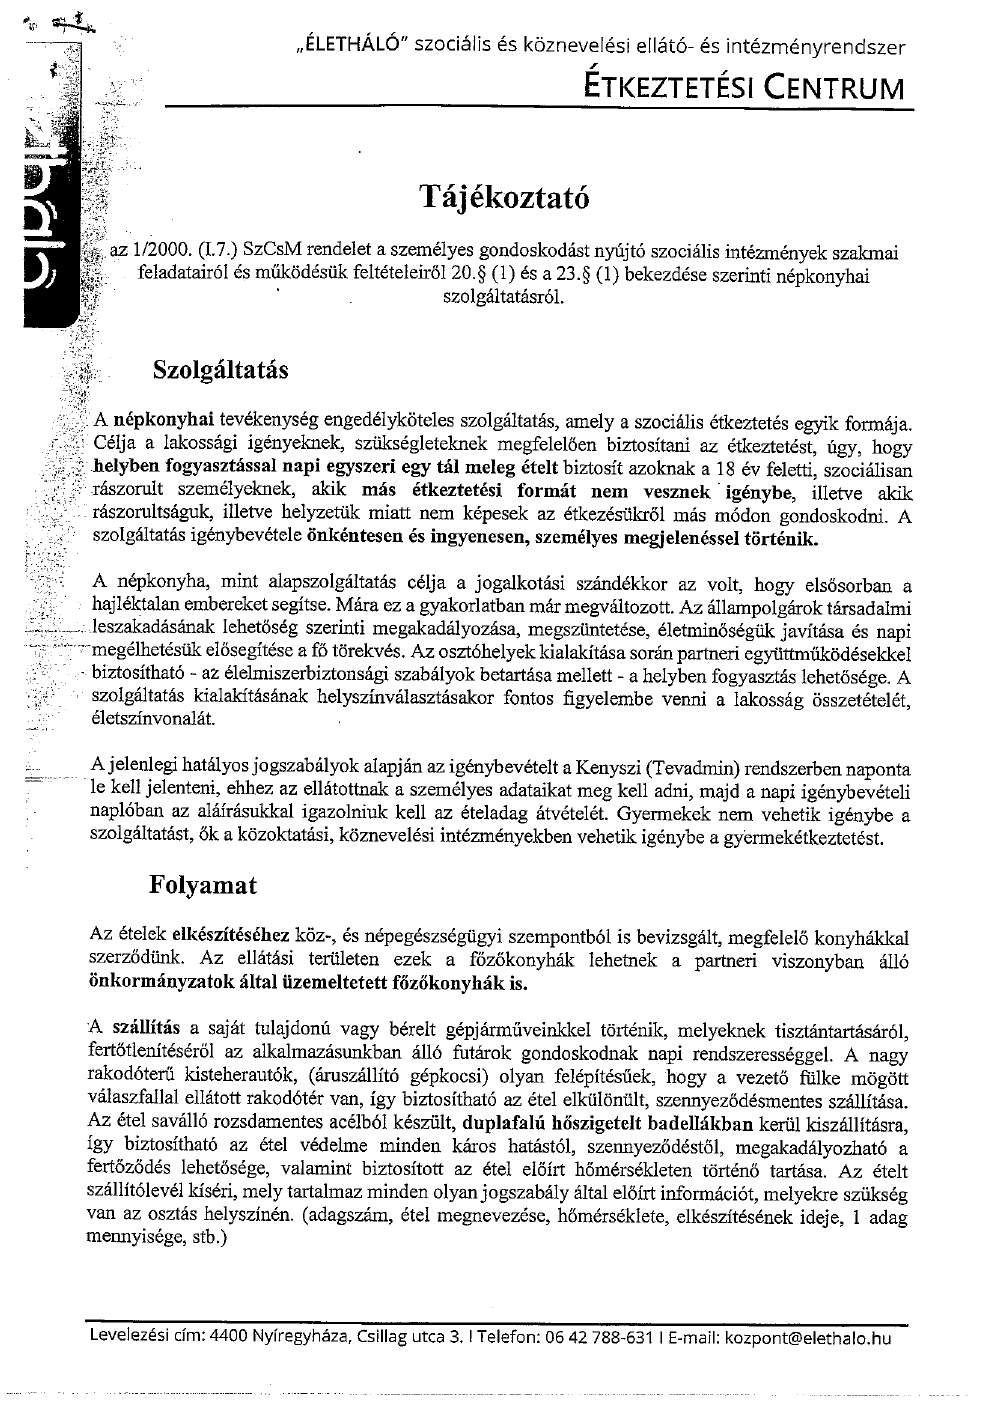 „ÉLETHÁLÓ” szociális és köznevelési ellátó- és intézményrendszer
ÉTKEZTETÉSI CENTRUM
Tájékoztató
az 1/2000. (I.7.) SzCsM rendelet a személyes gondoskodást nyújtó szociális intézmények szakmai
feladatairól és működésük feltételeiről 20.§ (1) és a 23.§ (1) bekezdése szerinti népkonyhai
szolgáltatásról.
Szolgáltatás
A népkonyhai tevékenység engedélyköteles szolgáltatás, amely a szociális étkeztetés egyik formája.
Célja a lakossági igényeknek, szükségleteknek megfelelően biztosítani az étkeztetést, úgy, hogy
helyben fogyasztással napi egyszeri egy tál meleg ételt biztosít azoknak a 18 év feletti, szociálisan
rászorult személyeknek, akik más étkeztetési formát nem vesznek igénybe, illetve akik
rászorultságuk, illetve helyzetük miatt nem képesek az étkezésükről más módon gondoskodni. A
szolgáltatás igénybevétele önkéntesen és ingyenesen, személyes megjelenéssel történik.
A népkonyha, mint alapszolgáltatás célja a jogalkotási szándékkor az volt, hogy elsősorban a
hajléktalan embereket segítse. Mára ez a gyakorlatban már megváltozott. Az állampolgárok társadalmi
leszakadásának lehetőség szerinti megakadályozása, megszüntetése, életminőségük javítása és napi
megélhetésük elősegítése a fő törekvés. Az osztóhelyek kialakítása során partneri együttműködésekkel
biztosítható - az élelmiszerbiztonsági szabályok betartása mellett - a helyben fogyasztás lehetősége. A
szolgáltatás kialakításának helyszínválasztásakor fontos figyelembe venni a lakosság összetételét,
életszínvonalát.
A jelenlegi hatályos jogszabályok alapján az igénybevételt a Kenyszi (Tevadmin) rendszerben naponta
le kell jelenteni, ehhez az ellátottnak a személyes adataikat meg kell adni, majd a napi igénybevételi
naplóban az aláírásukkal igazolniuk kell az ételadag átvételét. Gyermekek nem vehetik igénybe a
szolgáltatást, ők a közoktatási, köznevelési intézményekben vehetik igénybe a gyermekétkeztetést.
Folyamat
Az ételek elkészítéséhez köz-, és népegészségügyi szempontból is bevizsgált, megfelelő konyhákkal
szerződünk. Az ellátási területen ezek a főzőkonyhák lehetnek a partneri viszonyban álló
önkormányzatok által üzemeltetett főzőkonyhák is.
A szállítás a saját tulajdonú vagy bérelt gépjárműveinkkel történik, melyeknek tisztántartásáról,
fertőtlenítéséről az alkalmazásunkban álló futárok gondoskodnak napi rendszerességgel. A nagy
rakodóterű kisteherautók, (áruszállító gépkocsi) olyan felépítésűek, hogy a vezető fülke mögött
válaszfallal ellátott rakodótér van, így biztosítható az étel elkülönült, szennyeződésmentes szállítása.
Az étel saválló rozsdamentes acélból készült, duplafalú hőszigetelt badellákban kerül kiszállításra,
így biztosítható az étel védelme minden káros hatástól, szennyeződéstől, megakadályozható a
fertőződés lehetősége, valamint biztosított az étel előírt hőmérsékleten történő tartása. Az ételt
szállítólevél kíséri, mely tartalmaz minden olyan jogszabály által előírt információt, melyekre szükség
van az osztás helyszínén. (adagszám, étel megnevezése, hőmérséklete, elkészítésének ideje, 1 adag
mennyisége, stb.)
Levelezési cím: 4400 Nyíregyháza, Csillag utca 3. I Telefon: 06 42 788-631 I E-mail: kozpont@elethalo.hu